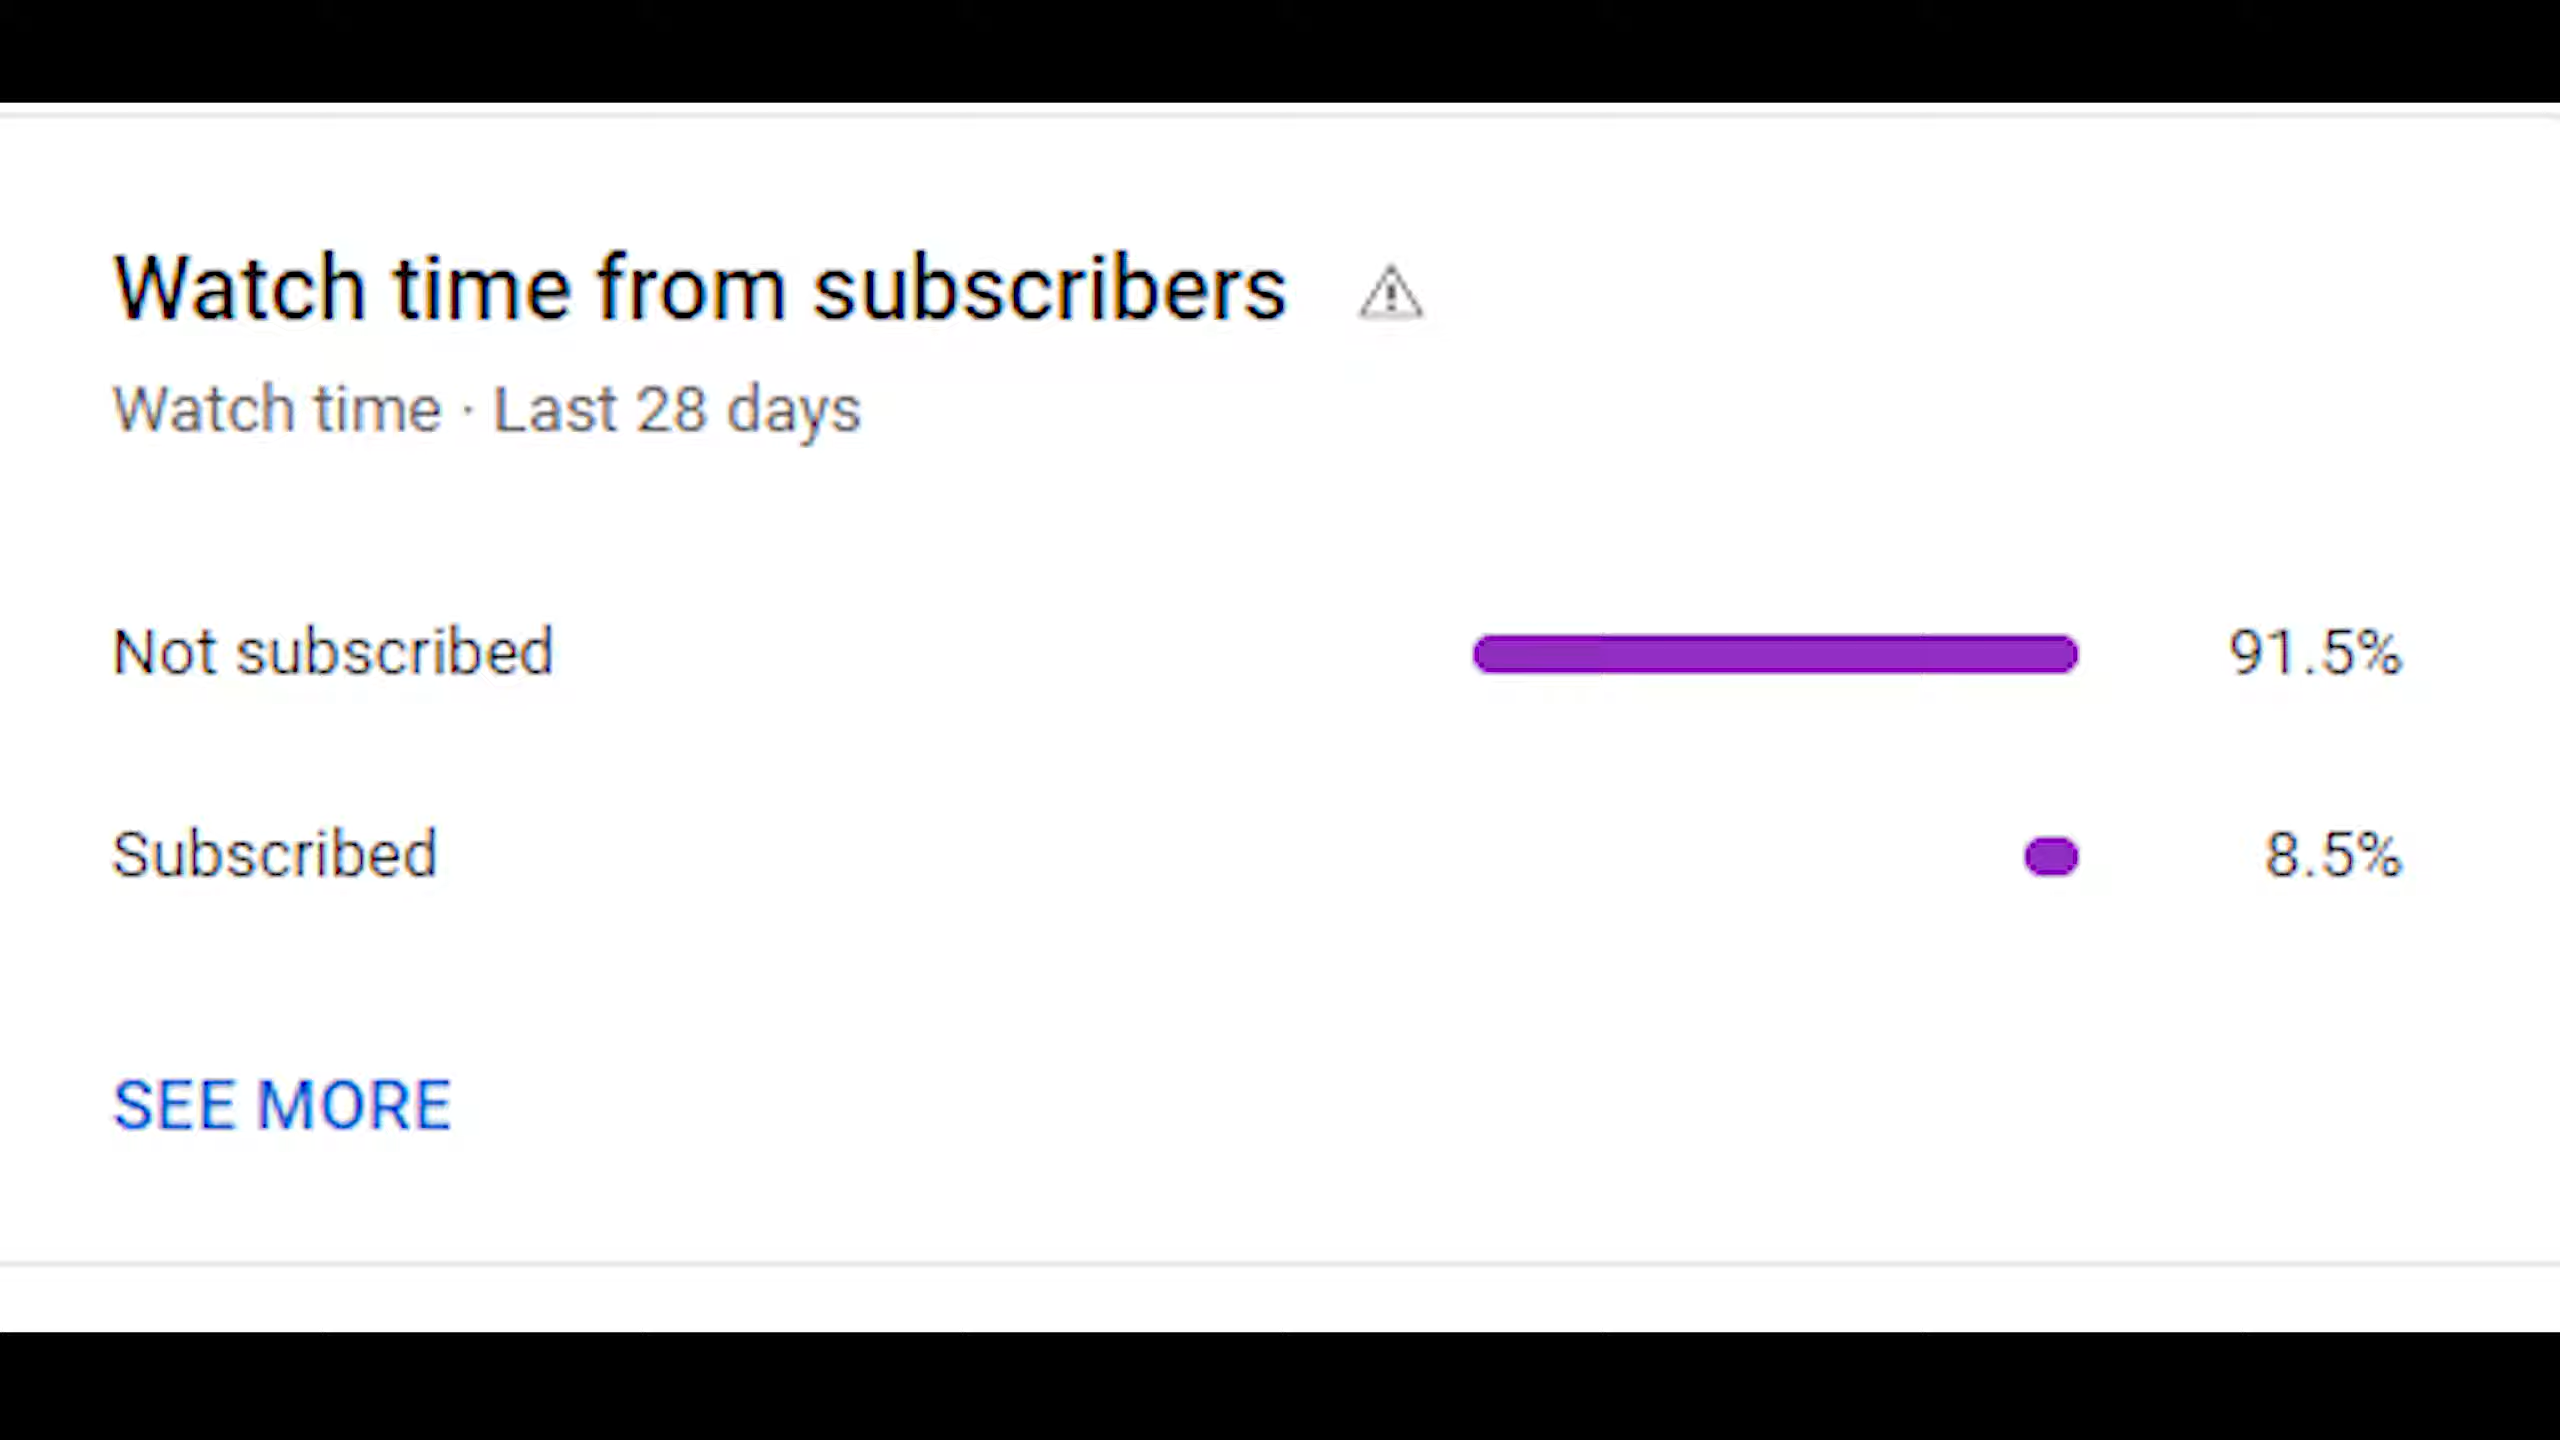 Watch time from subscribers
Watch time · Last 28 days
Not subscribed 91.5%
Subscribed 8.5%
SEE MORE